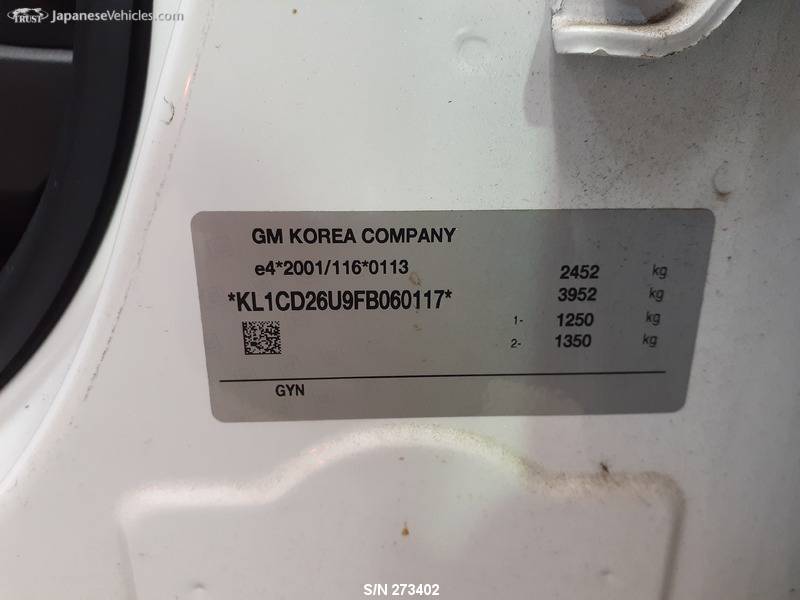 TRUST JapaneseVehicles.com
GM KOREA COMPANY
e4*2001/116*0113
2452 kg
*KL1CD26U9FB060117*
3952 kg
1- 1250 kg
2- 1350 kg
GYN
S/N 273402